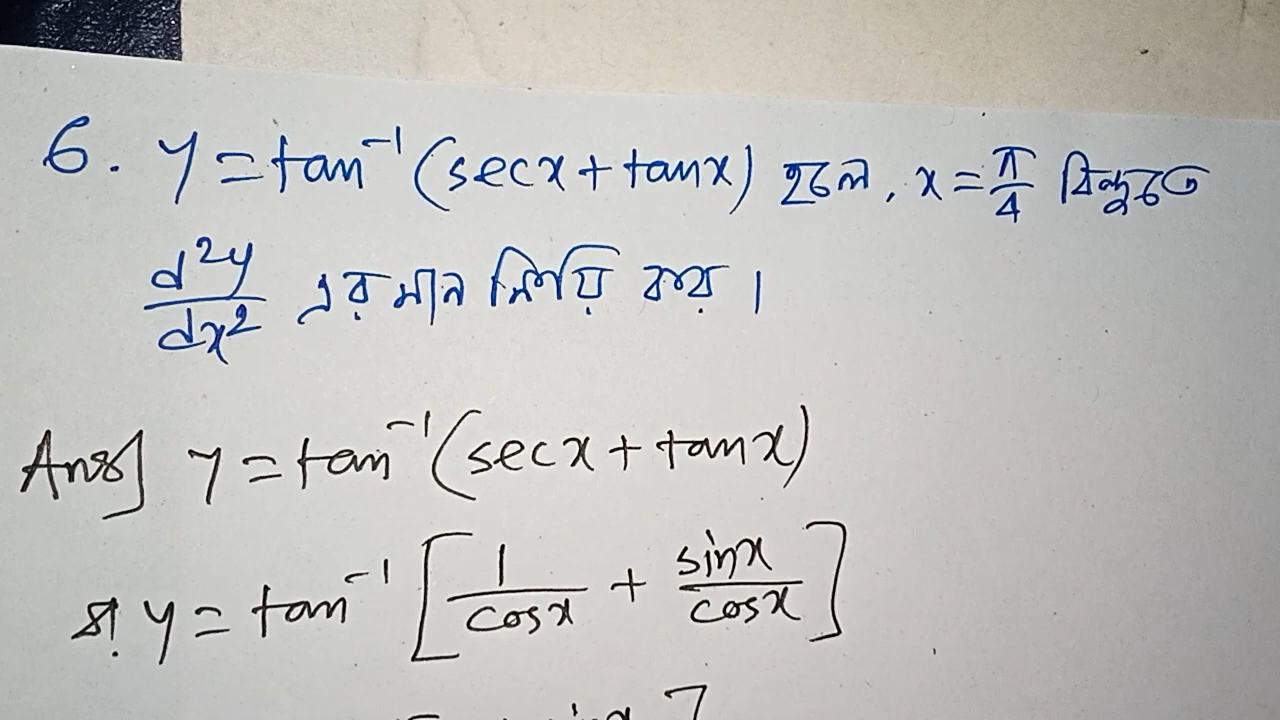 6. y = tan⁻¹ (secx + tanx) হলে, x = π/4 বিন্দুতে
d²y/dx² এর মান নির্ণয় কর।
Ans] y = tan⁻¹ (secx + tanx)
বা, y = tan⁻¹ [1/cosx + sinx/cosx]